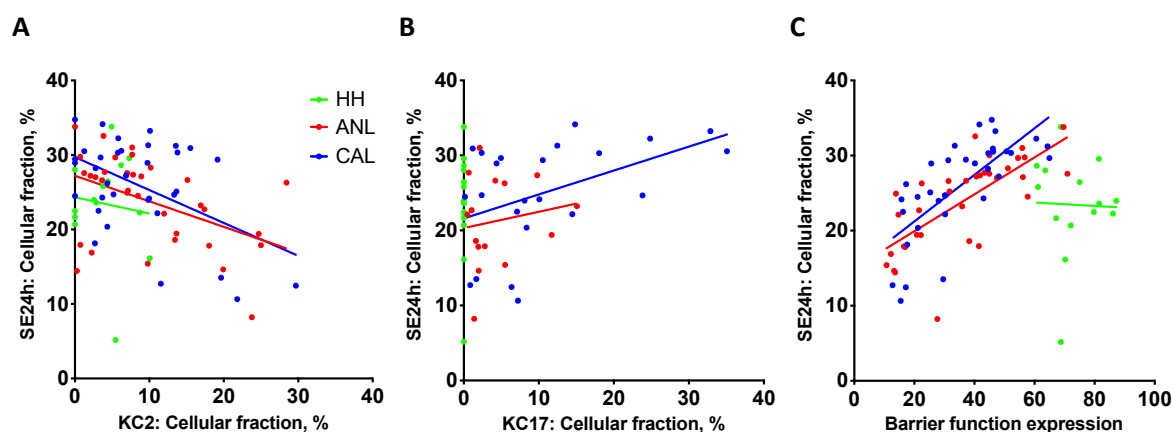 A
B
C
SE24h: Cellular fraction, %
40
30
20
10
0
0
10
20
30
40
KC2: Cellular fraction, %
HH
ANL
CAL
SE24h: Cellular fraction, %
40
30
20
10
0
0
10
20
30
40
KC17: Cellular fraction, %
SE24h: Cellular fraction, %
40
30
20
10
0
0
20
40
60
80
100
Barrier function expression